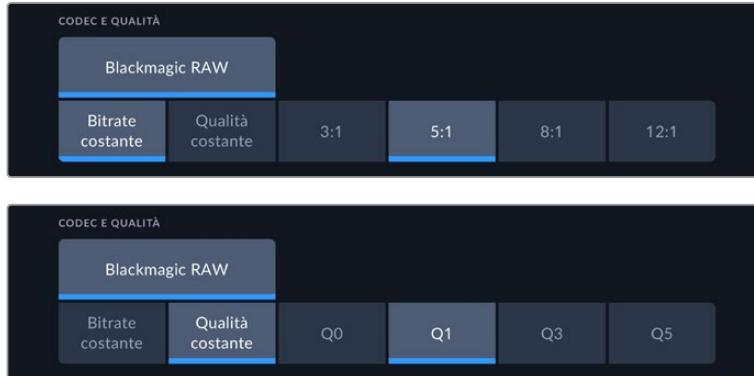 CODEC E QUALITÀ
Blackmagic RAW
Bitrate costante
Qualità costante
3:1
5:1
8:1
12:1
CODEC E QUALITÀ
Blackmagic RAW
Bitrate costante
Qualità costante
Q0
Q1
Q3
Q5